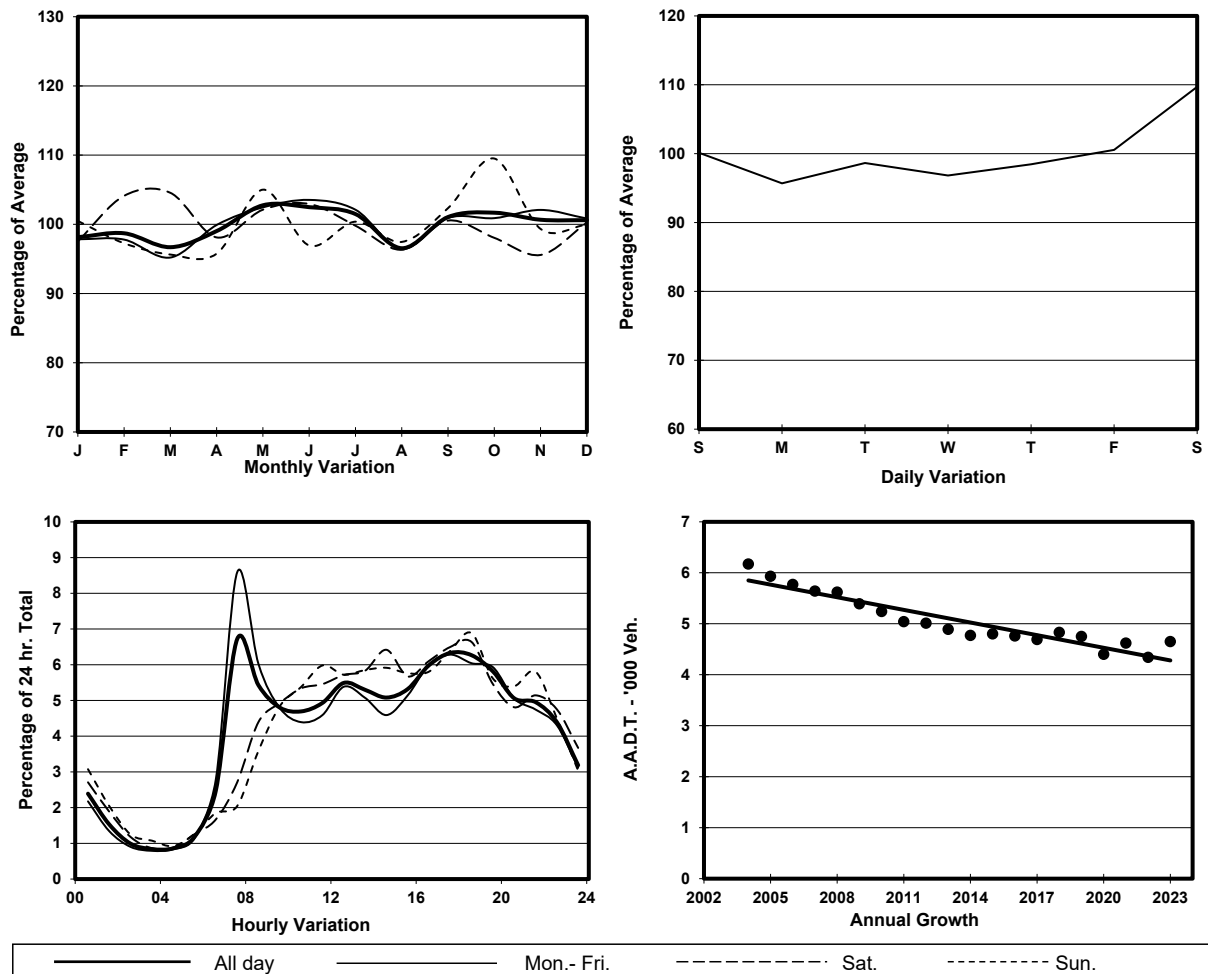 130
120
110
100
90
80
70
Percentage of Average
J F M A M J J A S O N D
Monthly Variation
120
110
100
90
80
70
60
Percentage of Average
S M T W T F S
Daily Variation
10
9
8
7
6
5
4
3
2
1
0
Percentage of 24 hr. Total
00 04 08 12 16 20 24
Hourly Variation
7
6
5
4
3
2
1
0
A.A.D.T. - '000 Veh.
2002 2005 2008 2011 2014 2017 2020 2023
Annual Growth
All day Mon.- Fri. Sat. Sun.